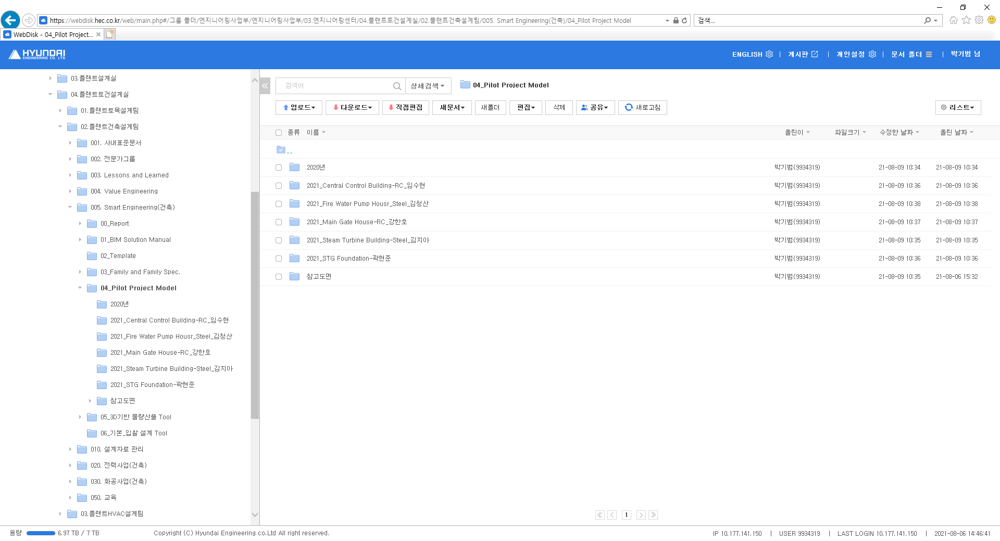 https://webdisk.hec.co.kr/web/main.php#/그룹 폴더/엔지니어링사업부/엔지니어링사업부/03.엔지니어링센터/04.플랜트토건설계실/02.플랜트건축설계팀/005. Smart Engineering(건축)/04_Pilot Project Model
검색...
WebDisk - 04_Pilot Project...
HYUNDAI
ENGINEERING CO. LTD.
ENGLISH | 게시판 | 개인설정 | 문서 폴더 | 박기범 님
03.플랜트설계실
04.플랜트토건설계실
01.플랜트토목설계팀
02.플랜트건축설계팀
001. 사내표준문서
002. 전문가그룹
003. Lessons and Learned
004. Value Engineering
005. Smart Engineering(건축)
00_Report
01_BIM Solution Manual
02_Template
03_Family and Family Spec.
04_Pilot Project Model
2020년
2021_Central Control Building-RC_임수현
2021_Fire Water Pump Housr_Steel_김청산
2021_Main Gate House-RC_강한호
2021_Steam Turbine Building-Steel_김지아
2021_STG Foundation-곽현준
참고도면
05_3D기반 물량산출 Tool
06_기본_입찰 설계 Tool
010. 설계자료 관리
020. 전력사업(건축)
030. 화공사업(건축)
050. 교육
03.플랜트HVAC설계팀
검색어 상세검색 04_Pilot Project Model
업로드 다운로드 직접편집 새문서 새폴더 편집 삭제 공유 새로고침 리스트
종류 이름 올린이 파일크기 수정한 날짜 올린 날짜
..
2020년 박기범(9934319) 21-08-09 10:34 21-08-09 10:34
2021_Central Control Building-RC_임수현 박기범(9934319) 21-08-09 10:36 21-08-09 10:36
2021_Fire Water Pump Housr_Steel_김청산 박기범(9934319) 21-08-09 10:38 21-08-09 10:38
2021_Main Gate House-RC_강한호 박기범(9934319) 21-08-09 10:37 21-08-09 10:37
2021_Steam Turbine Building-Steel_김지아 박기범(9934319) 21-08-09 10:35 21-08-09 10:35
2021_STG Foundation-곽현준 박기범(9934319) 21-08-09 10:36 21-08-09 10:36
참고도면 박기범(9934319) 21-08-09 10:35 21-08-06 15:32
1
용량 6.97 TB / 7 TB
Copyright (C) Hyundai Engineering co.Ltd All right reserved.
IP 10.177.141.150 | USER 9934319 | LAST LOGIN 10.177.141.150 | 2021-08-06 14:46:41